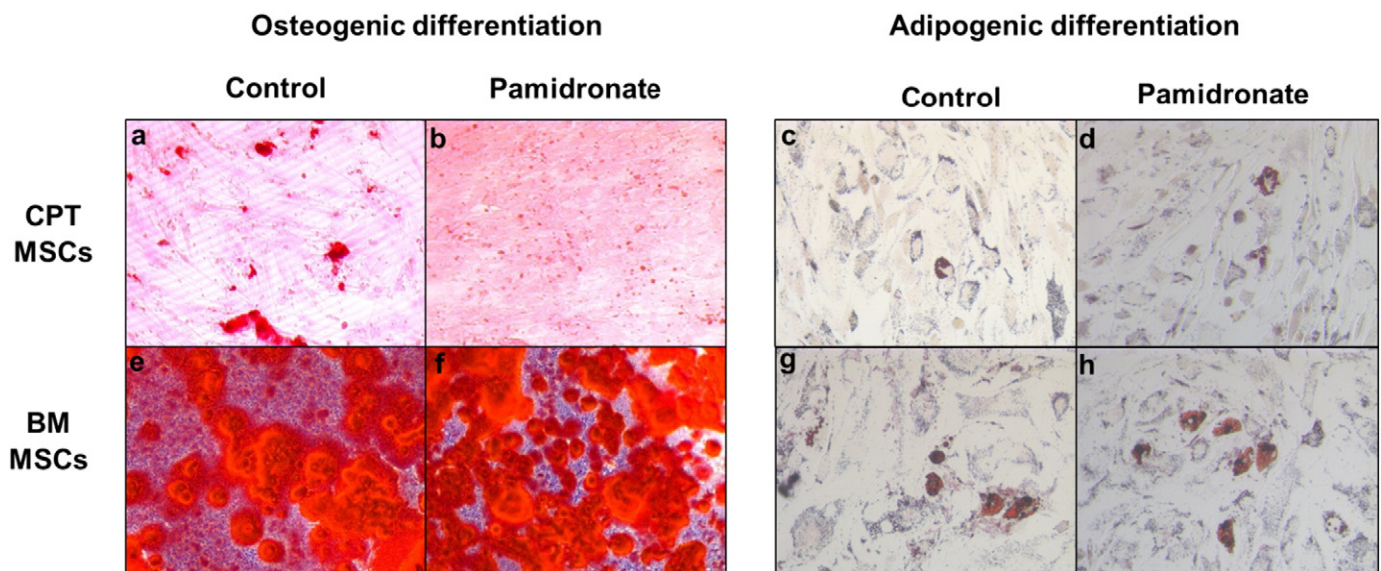 Osteogenic differentiation
Adipogenic differentiation
Control
Pamidronate
Control
Pamidronate
a
b
c
d
CPT
MSCs
e
f
g
h
BM
MSCs